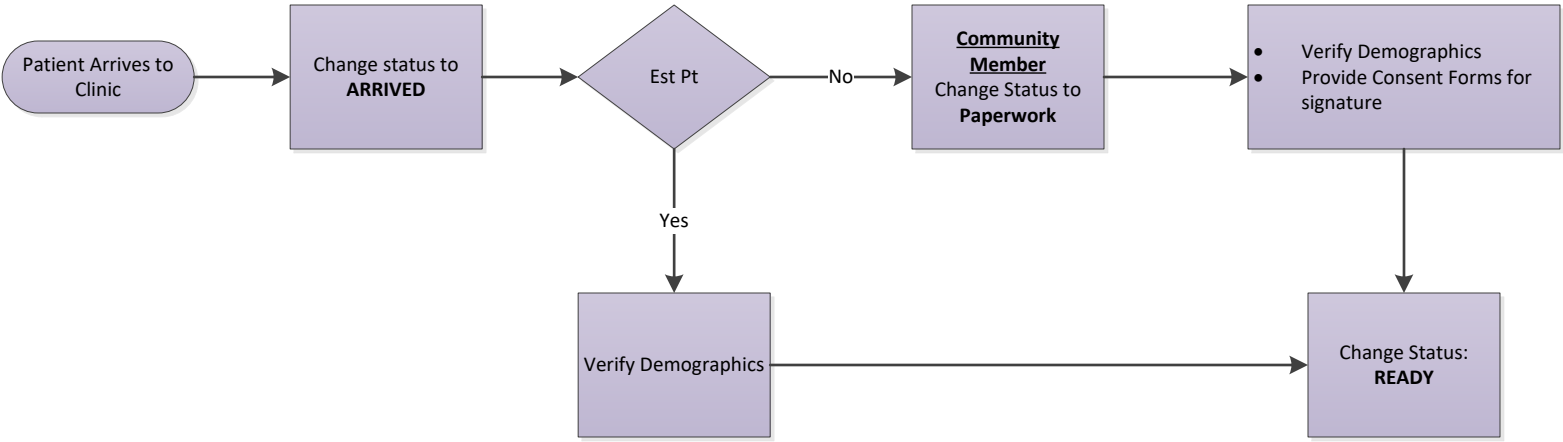 Patient Arrives to
Clinic
Change status to
ARRIVED
Est Pt
No
Community
Member
Change Status to
Paperwork
• Verify Demographics
• Provide Consent Forms for
signature
Yes
Verify Demographics
Change Status:
READY